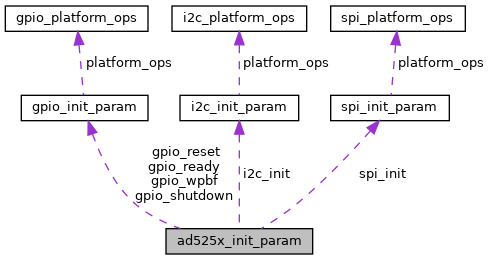 gpio_platform_ops
i2c_platform_ops
spi_platform_ops
platform_ops
platform_ops
platform_ops
gpio_init_param
i2c_init_param
spi_init_param
gpio_reset
gpio_ready
gpio_wpbf
gpio_shutdown
i2c_init
spi_init
ad525x_init_param